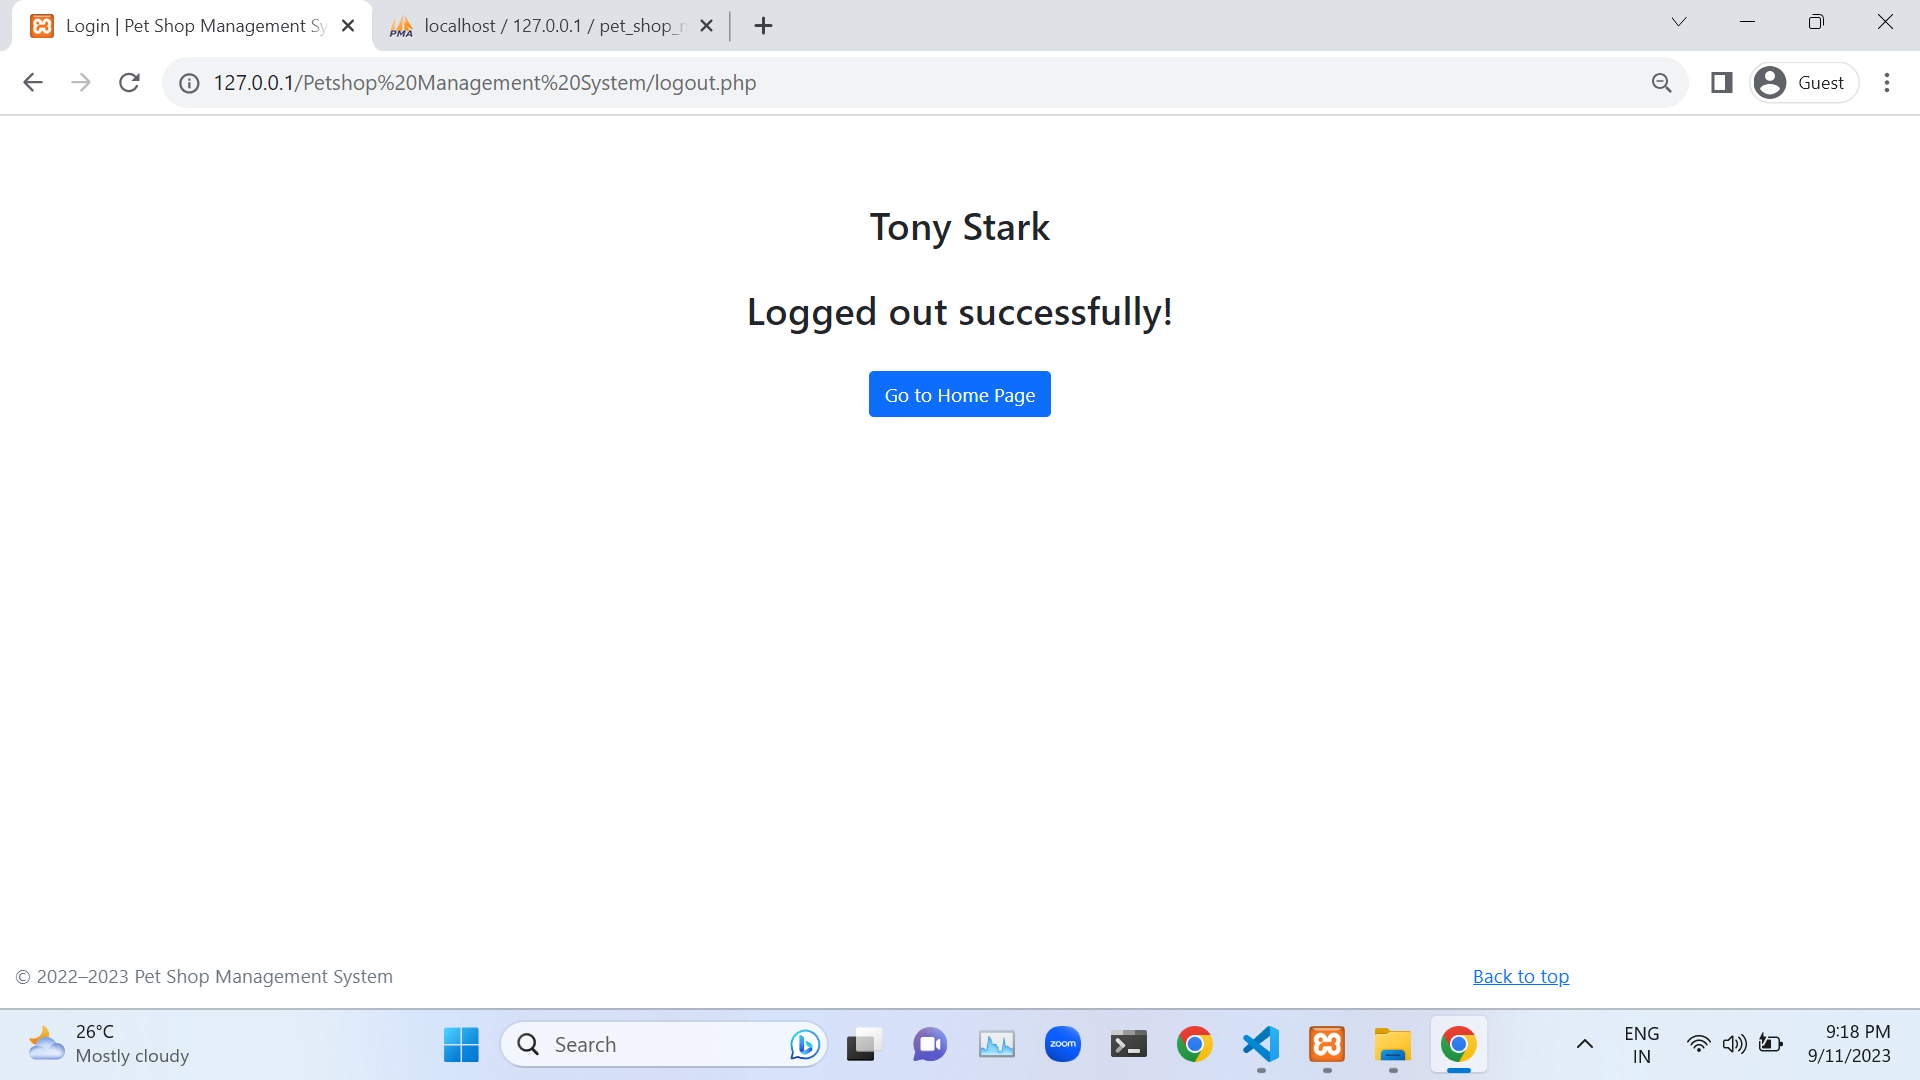 Login | Pet Shop Management Sy
localhost / 127.0.0.1 / pet_shop_m
127.0.0.1/Petshop%20Management%20System/logout.php
Guest
Tony Stark
Logged out successfully!
Go to Home Page
© 2022–2023 Pet Shop Management System
Back to top
26°C
Mostly cloudy
Search
zoom
ENG
IN
9:18 PM
9/11/2023
PMA